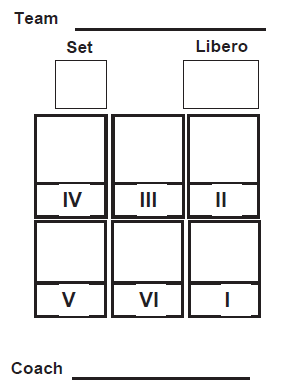 Team
Set Libero
IV III II
V VI I
Coach